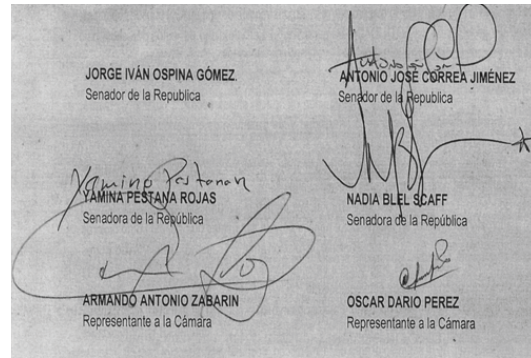 JORGE IVÁN OSPINA GÓMEZ
Senador de la Republica
ANTONIO JOSÉ CORREA JIMÉNEZ
Senador de la Republica
Yamina Pestana R
YAMINA PESTANA ROJAS
Senadora de la República
NADIA BLEL SCAFF
Senadora de la República
ARMANDO ANTONIO ZABARIN
Representante a la Cámara
OSCAR DARIO PEREZ
Representante a la Cámara